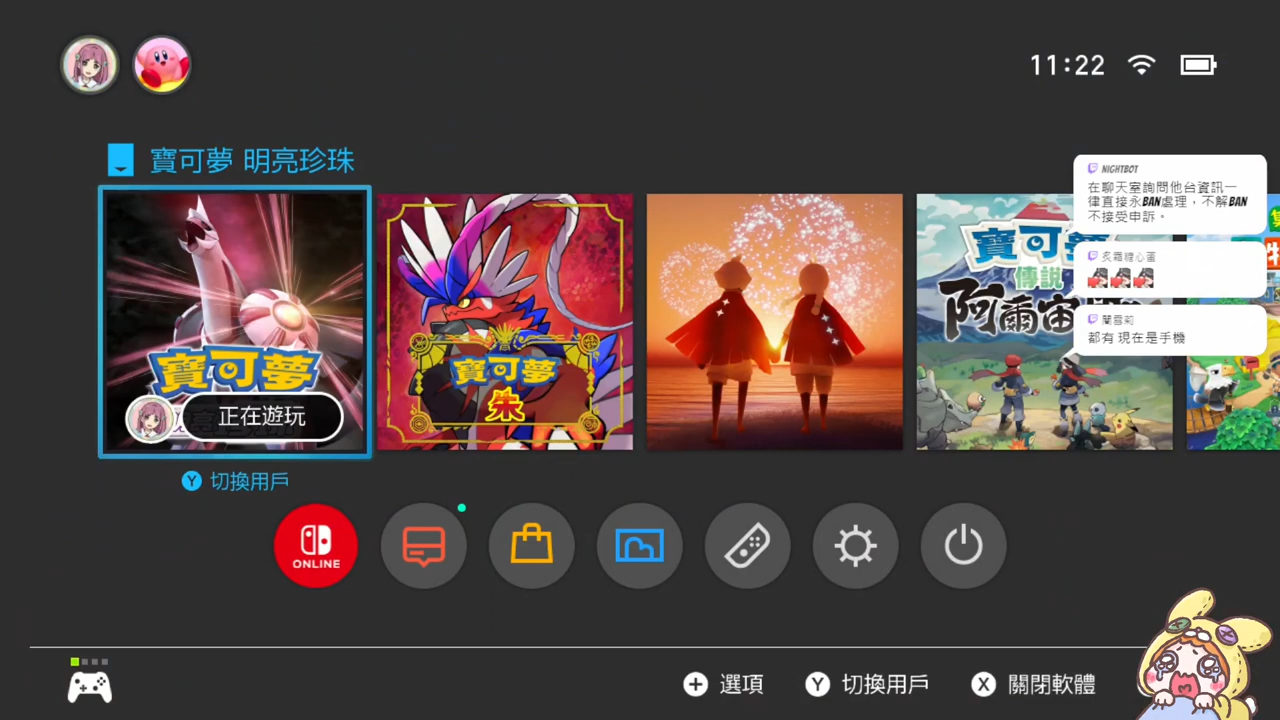 11:22
寶可夢 明亮珍珠
寶可夢
正在遊玩
寶可夢
朱
寶可夢
傳說
阿爾宙
NIGHTBOT
在聊天室詢問他台資訊一
律直接永BAN處理，不解BAN
不接受申訴。
蘭雪莉
都有 現在是手機
Y 切換用戶
ONLINE
+ 選項
Y 切換用戶
X 關閉軟體